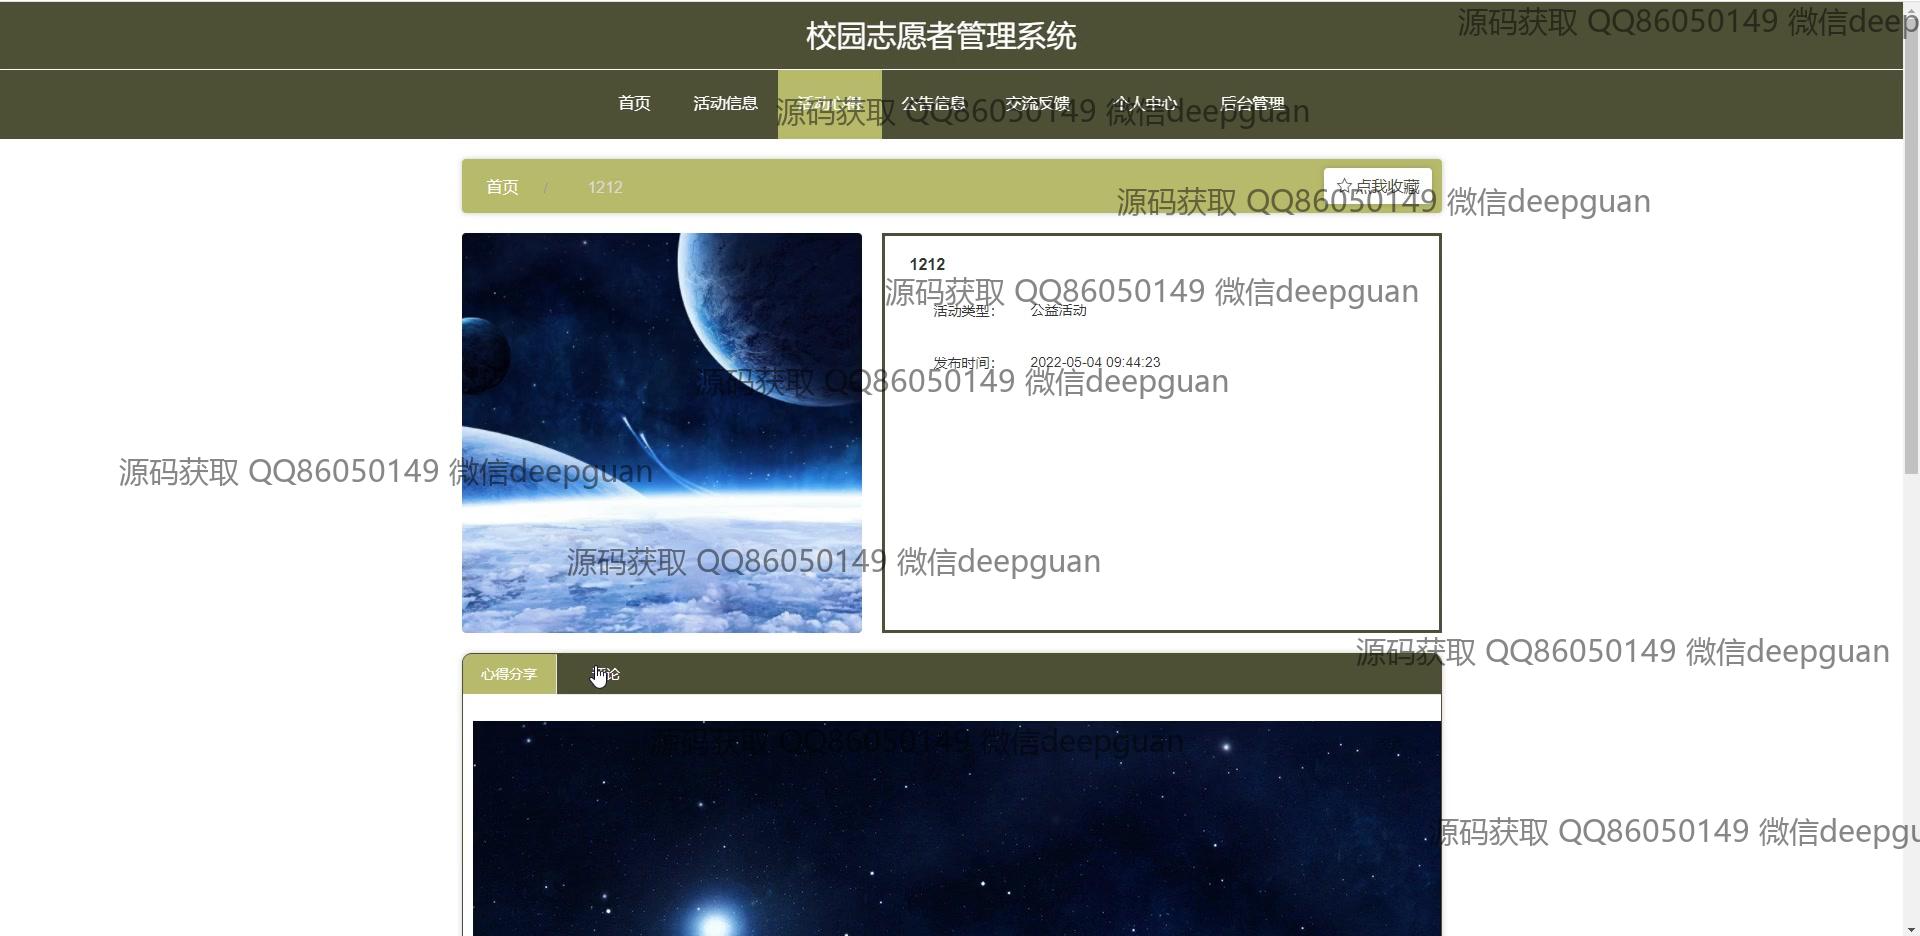 校园志愿者管理系统
源码获取 QQ86050149 微信deep
首页 活动信息 活动心得 公告信息 交流反馈 个人中心 后台管理
源码获取 QQ86050149 微信deepguan
首页 / 1212 ☆点我收藏
源码获取 QQ86050149 微信deepguan
1212
源码获取 QQ86050149 微信deepguan
活动类型: 公益活动
发布时间: 2022-05-04 09:44:23
源码获取 QQ86050149 微信deepguan
源码获取 QQ86050149 微信deepguan
源码获取 QQ86050149 微信deepguan
源码获取 QQ86050149 微信deepguan
心得分享 评论
源码获取 QQ86050149 微信deepguan
源码获取 QQ86050149 微信deepgu